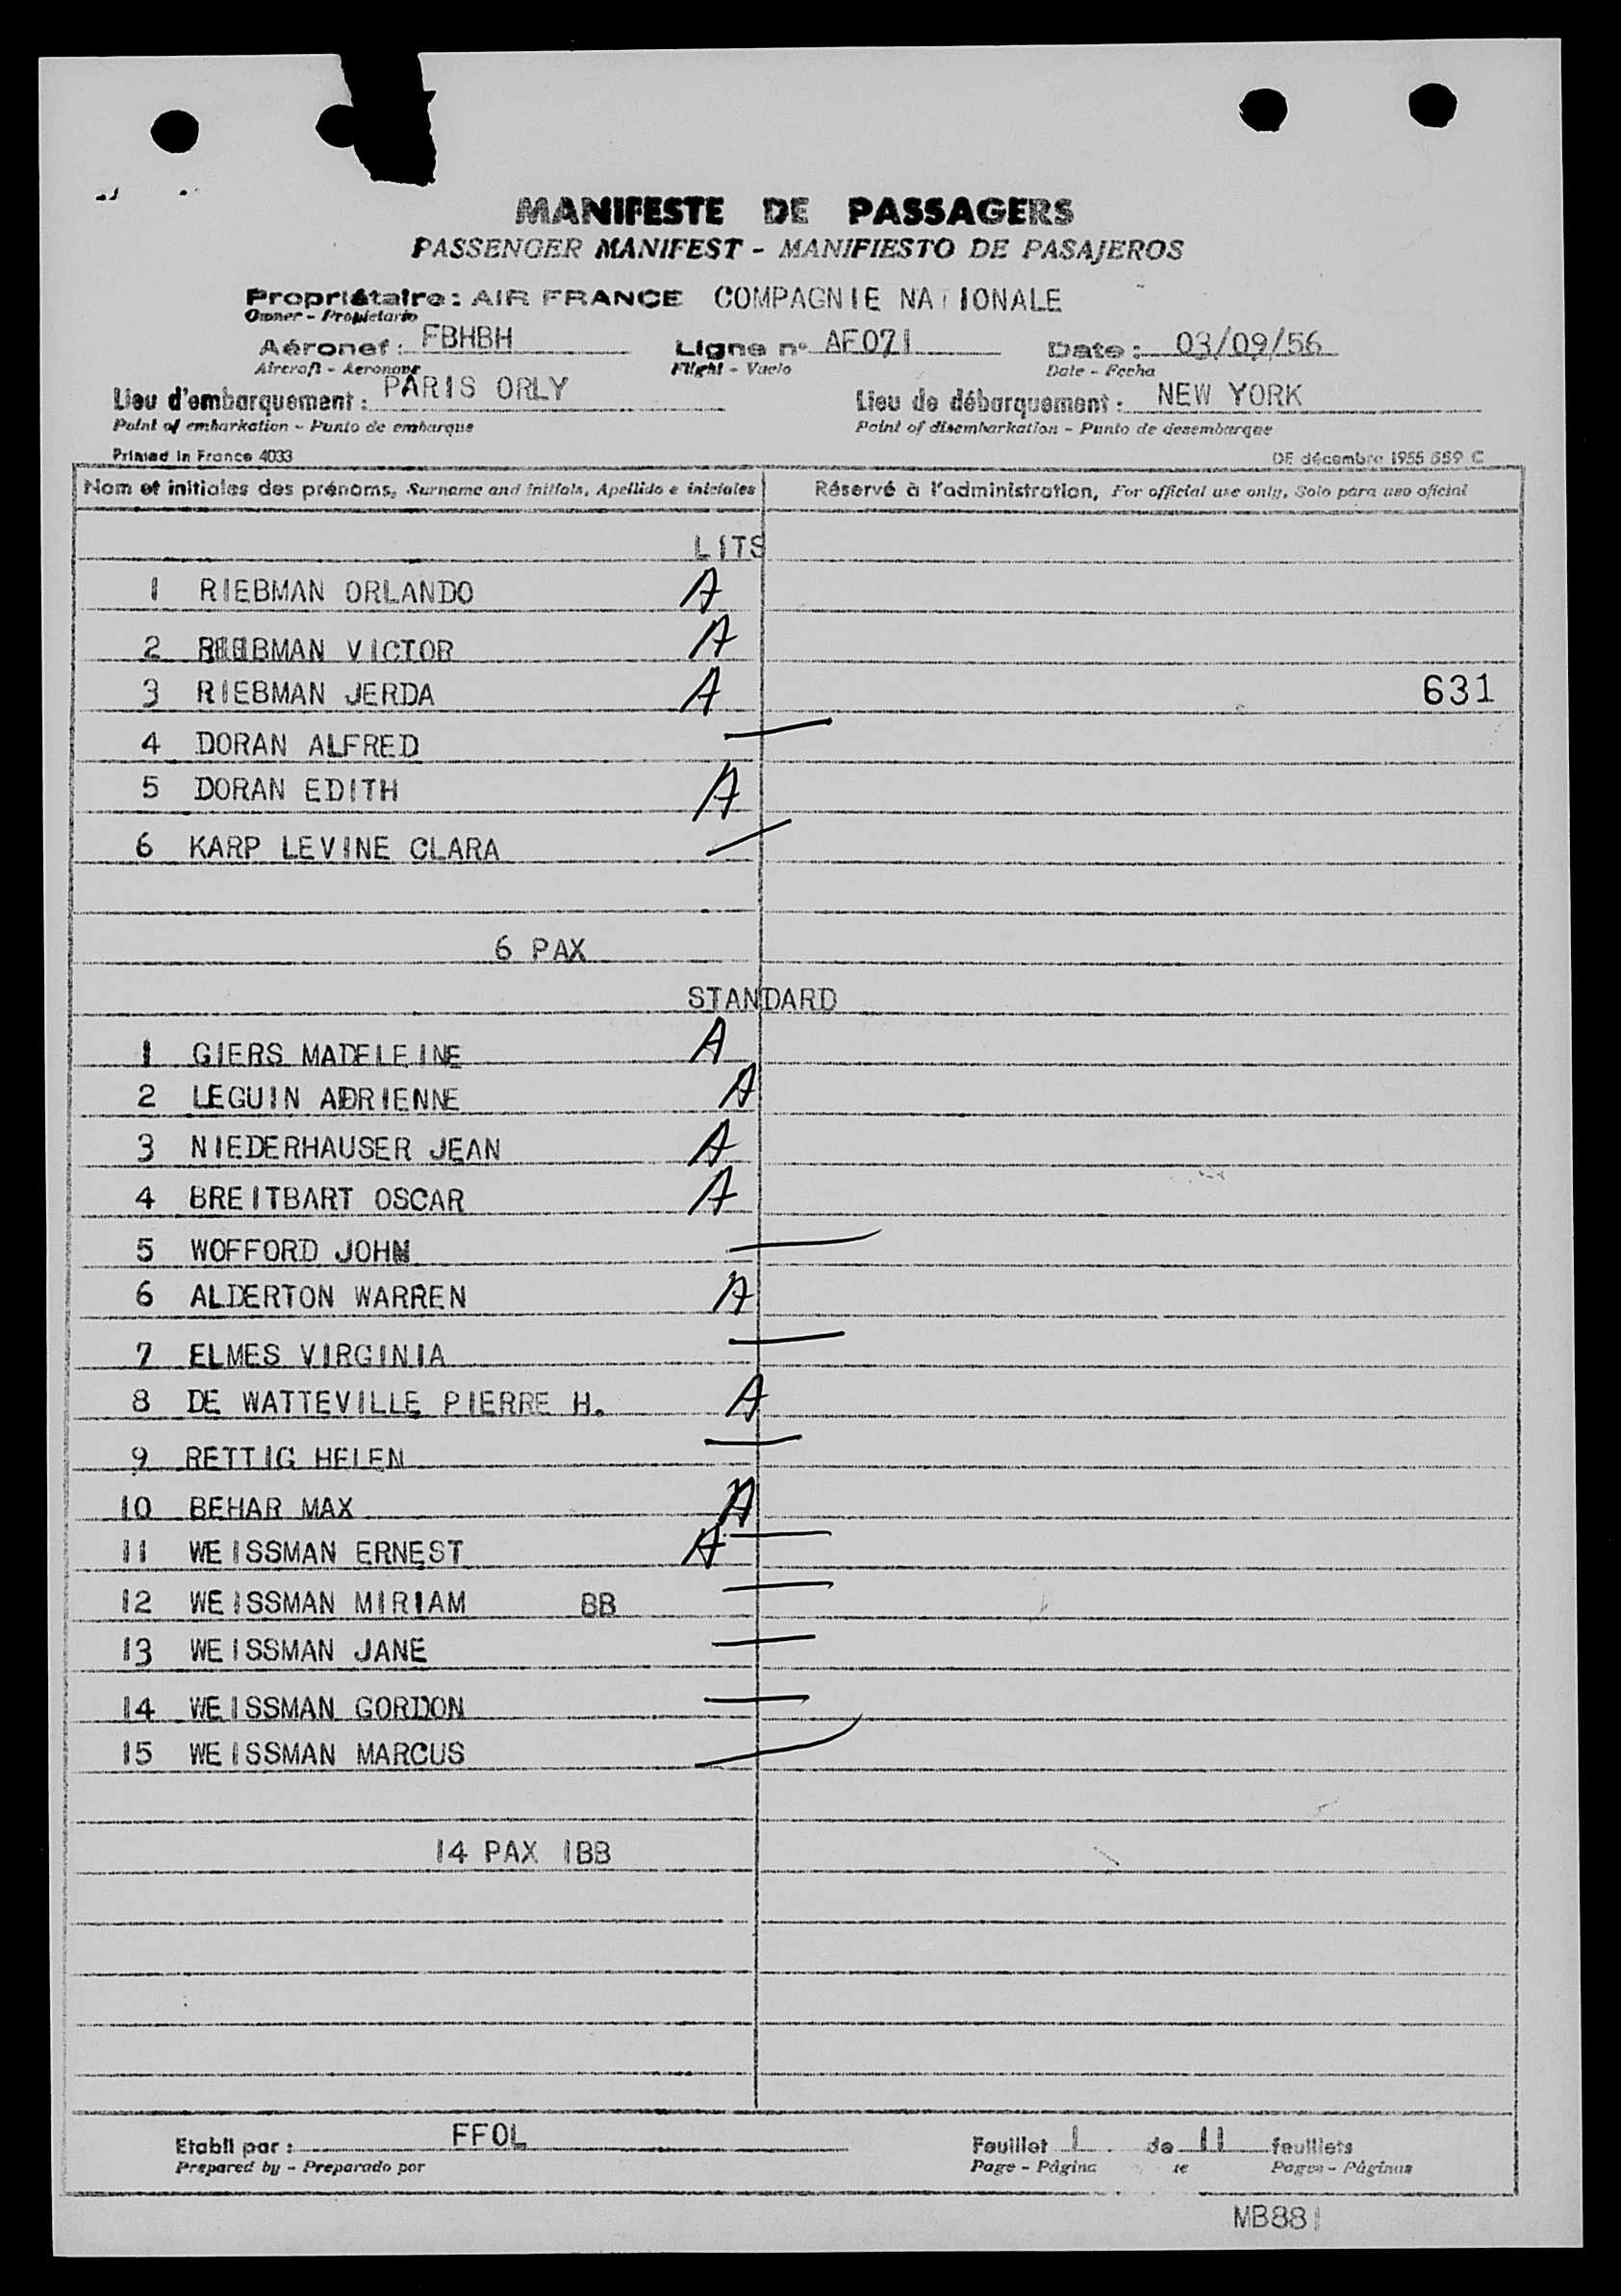 MANIFESTE DE PASSAGERS
PASSENGER MANIFEST - MANIFIESTO DE PASAJEROS
Propriétaire: AIR FRANCE COMPAGNIE NATIONALE
Owner - Propietario
Aéronef: FBHBH Ligne n° AF071 Date: 03/09/56
Aircraft - Aeronave Flight - Vuelo Date - Fecha
Lieu d'embarquement: PARIS ORLY Lieu de débarquement: NEW YORK
Point of embarkation - Punto de embarque Point of disembarkation - Punto de desembarque
Printed in France 4033 DE décembre 1955 559 C
Nom et initiales des prénoms, Surname and initials, Apellido e iniciales Réservé à l'administration, For official use only, Solo para uso oficial
LITS
1 RIEBMAN ORLANDO A
2 RIEBMAN VICTOR A
3 RIEBMAN JERDA A 631
4 DORAN ALFRED
5 DORAN EDITH A
6 KARP LEVINE CLARA
6 PAX
STANDARD
1 GIERS MADELEINE A
2 LEGUIN ADRIENNE A
3 NIEDERHAUSER JEAN A
4 BREITBART OSCAR A
5 WOFFORD JOHN
6 ALDERTON WARREN A
7 ELMES VIRGINIA
8 DE WATTEVILLE PIERRE H. A
9 RETTIG HELEN
10 BEHAR MAX A
11 WEISSMAN ERNEST A
12 WEISSMAN MIRIAM BB
13 WEISSMAN JANE
14 WEISSMAN GORDON
15 WEISSMAN MARCUS
14 PAX 1BB
Etabli par: FFOL Feuillet 1 de 11 feuillets
Prepared by - Preparado por Page - Página Pages - Páginas
MB881